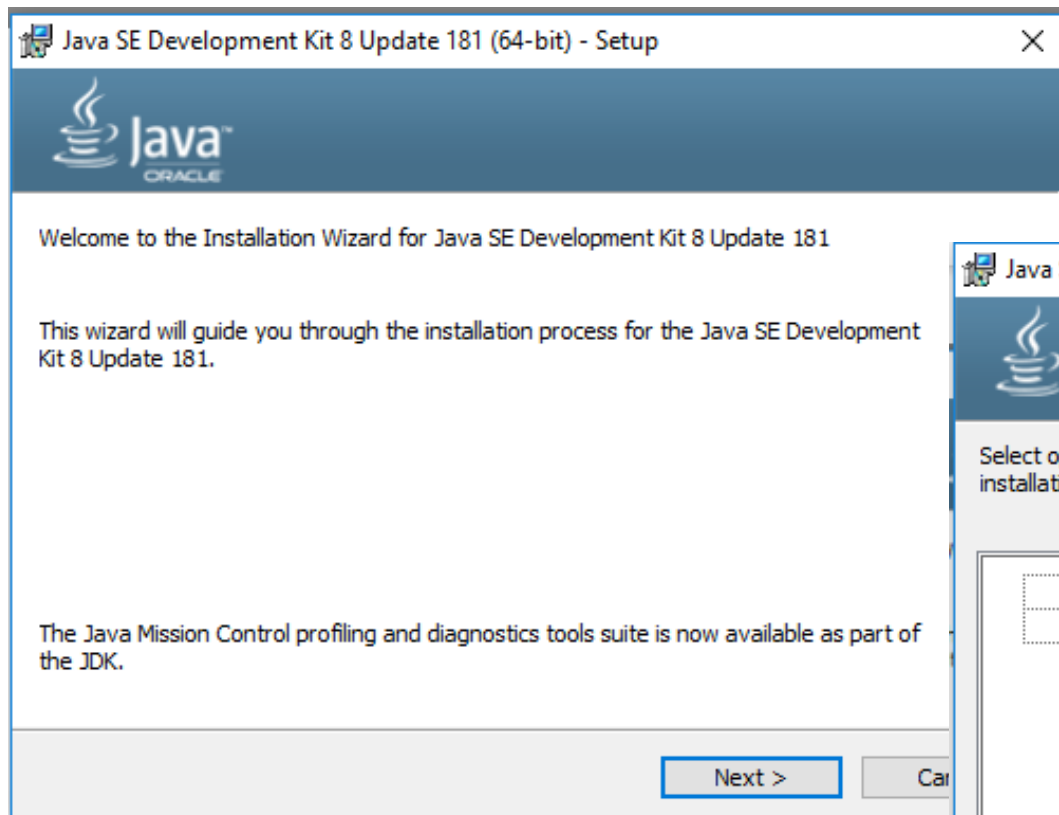 Java SE Development Kit 8 Update 181 (64-bit) - Setup
Java™
ORACLE
Welcome to the Installation Wizard for Java SE Development Kit 8 Update 181
This wizard will guide you through the installation process for the Java SE Development
Kit 8 Update 181.
The Java Mission Control profiling and diagnostics tools suite is now available as part of
the JDK.
Next >
Java
Select